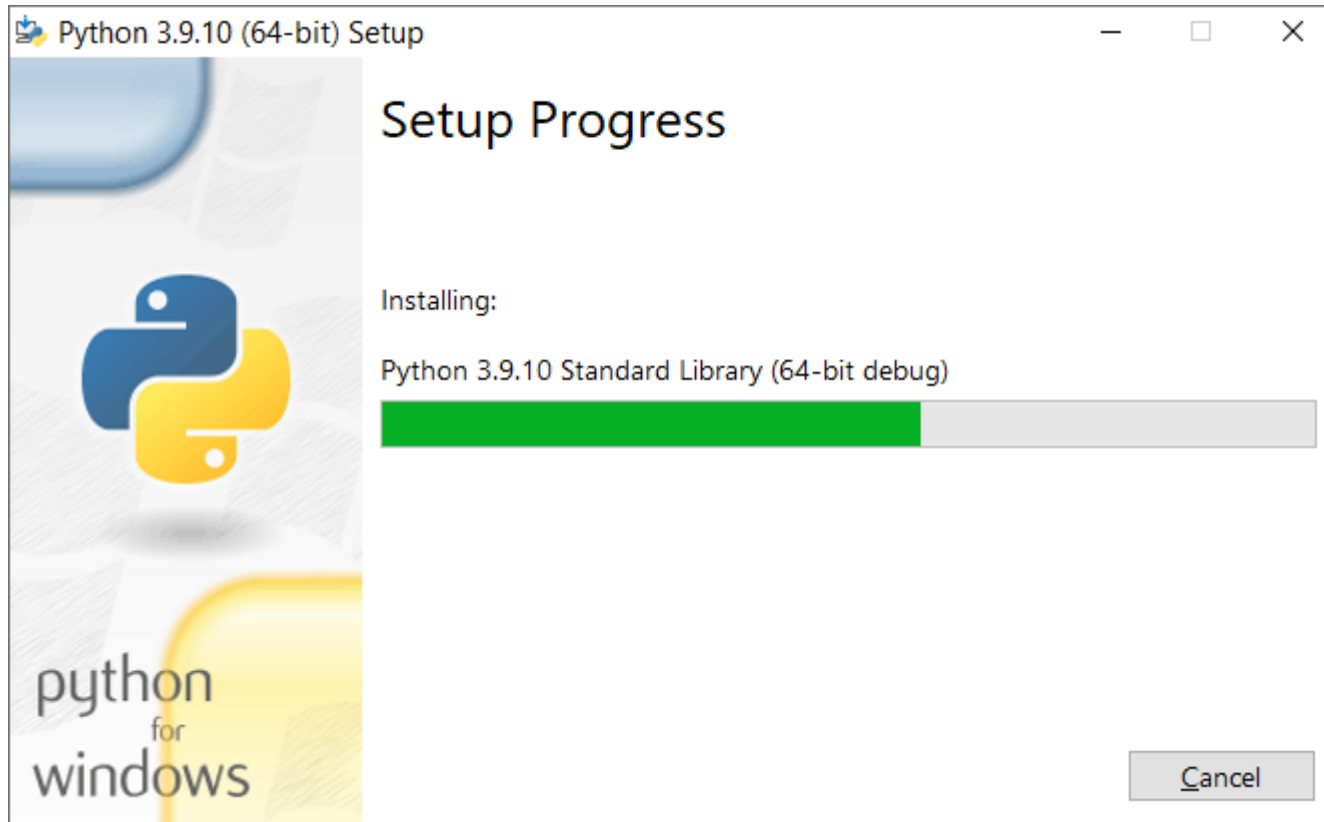 Python 3.9.10 (64-bit) Setup
Setup Progress
Installing:
Python 3.9.10 Standard Library (64-bit debug)
python
for
windows
Cancel